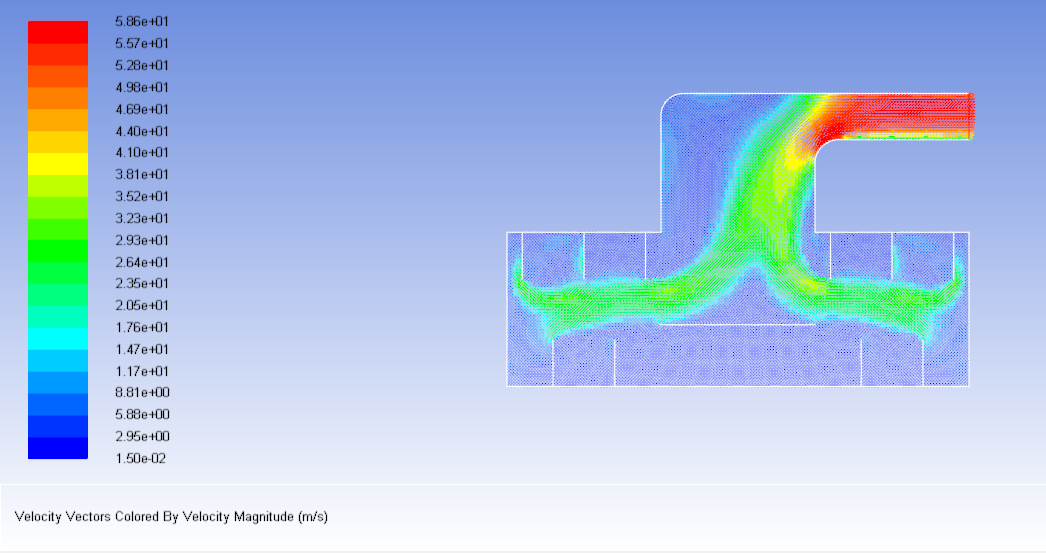 5.86e+01
5.57e+01
5.28e+01
4.98e+01
4.69e+01
4.40e+01
4.10e+01
3.81e+01
3.52e+01
3.23e+01
2.93e+01
2.64e+01
2.35e+01
2.05e+01
1.76e+01
1.47e+01
1.17e+01
8.81e+00
5.88e+00
2.95e+00
1.50e-02
Velocity Vectors Colored By Velocity Magnitude (m/s)